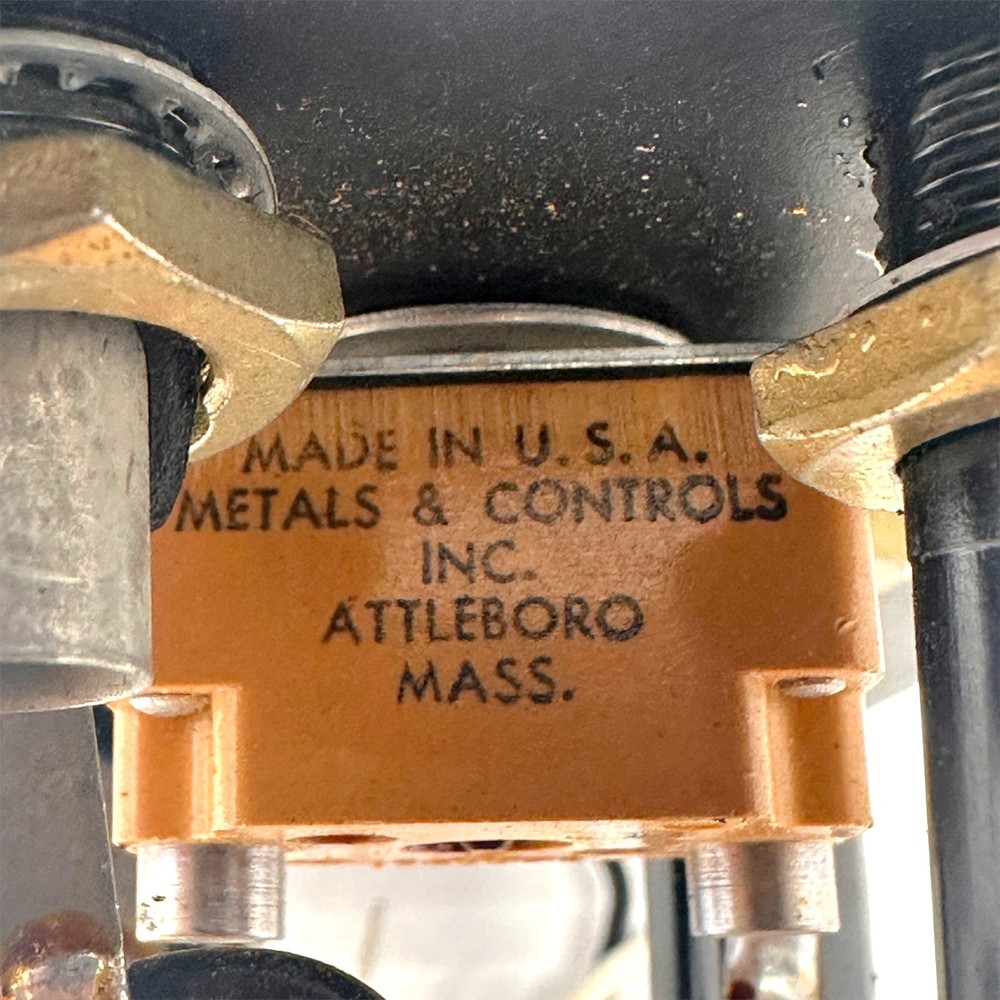 MADE IN U. S. A.
METALS & CONTROLS
INC.
ATTLEBORO
MASS.